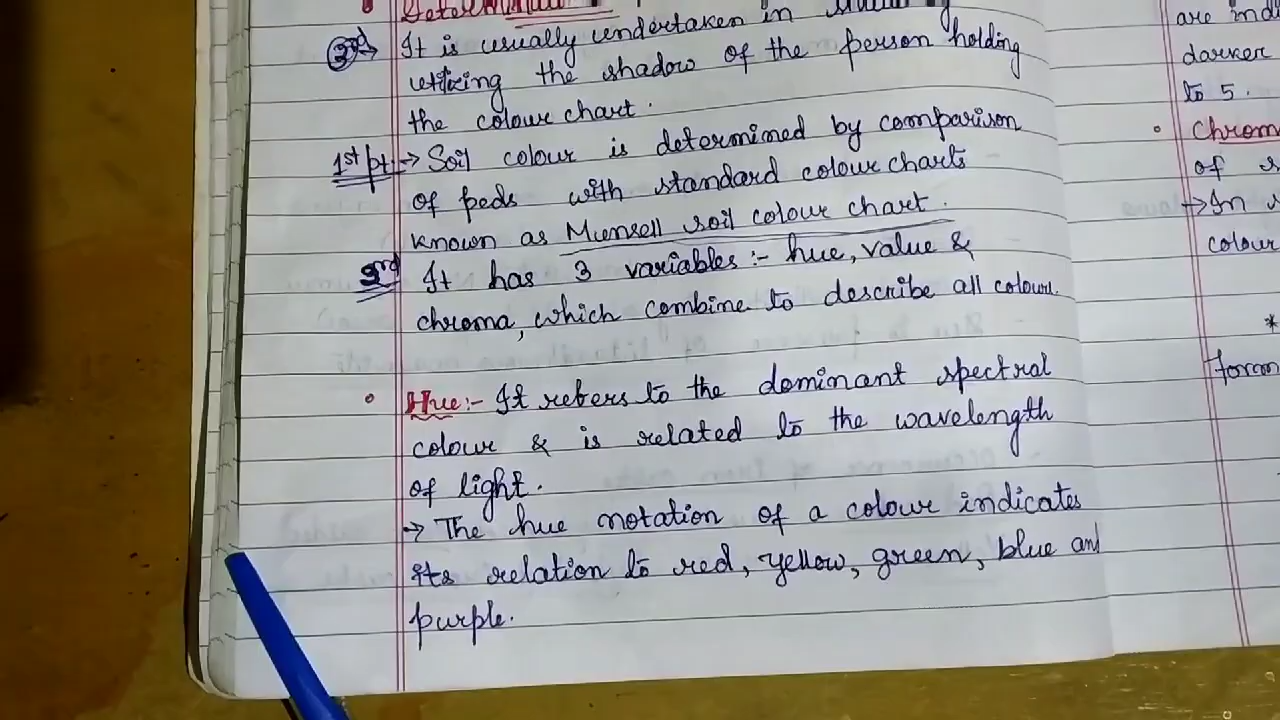 It is usually undertaken in
2nd→
utilizing the shadow of the person holding
the colour chart.
1st pt → Soil colour is determined by comparison
of peds with standard colour charts
known as Munsell soil colour chart.
3rd It has 3 variables :- hue, value &
chroma, which combine to describe all colour.
• Hue :- It refers to the dominant spectral
colour & is related to the wavelength
of light.
→ The hue notation of a colour indicates
its relation to red, yellow, green, blue and
purple.
are
darker
to 5.
• Chrom
of
→ In
colour
*